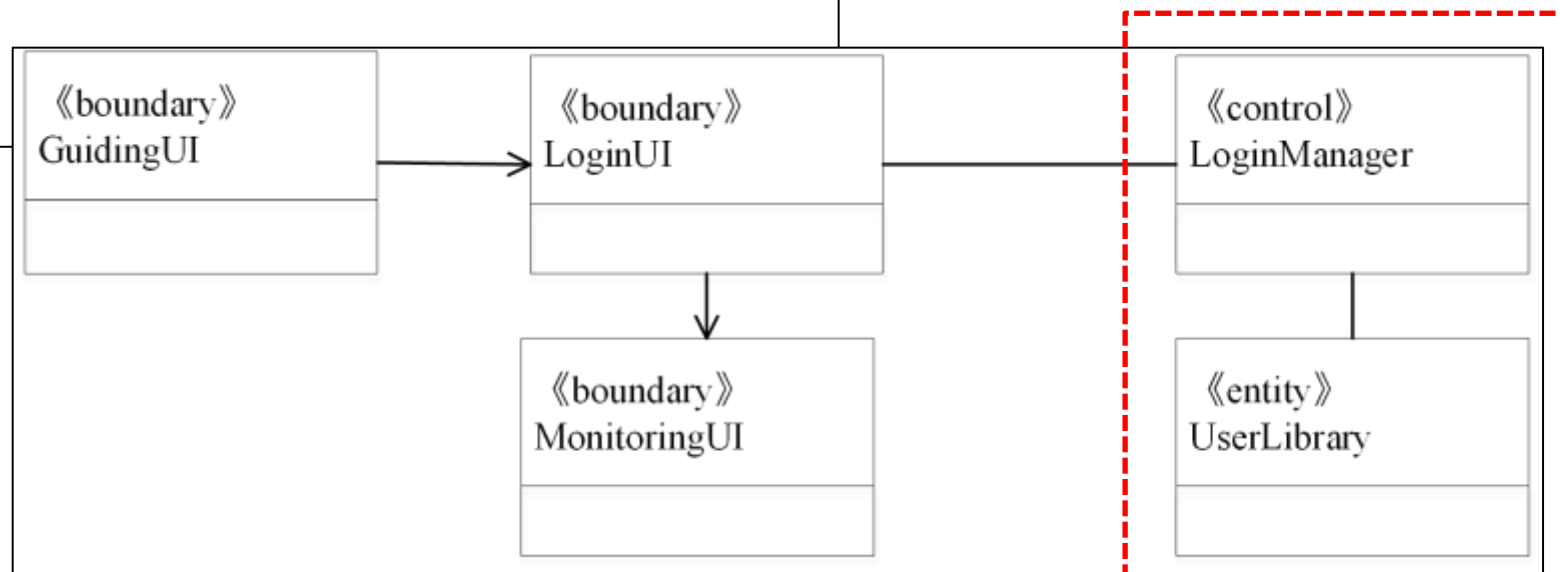 《boundary》
GuidingUI
《boundary》
LoginUI
《control》
LoginManager
《boundary》
MonitoringUI
《entity》
UserLibrary